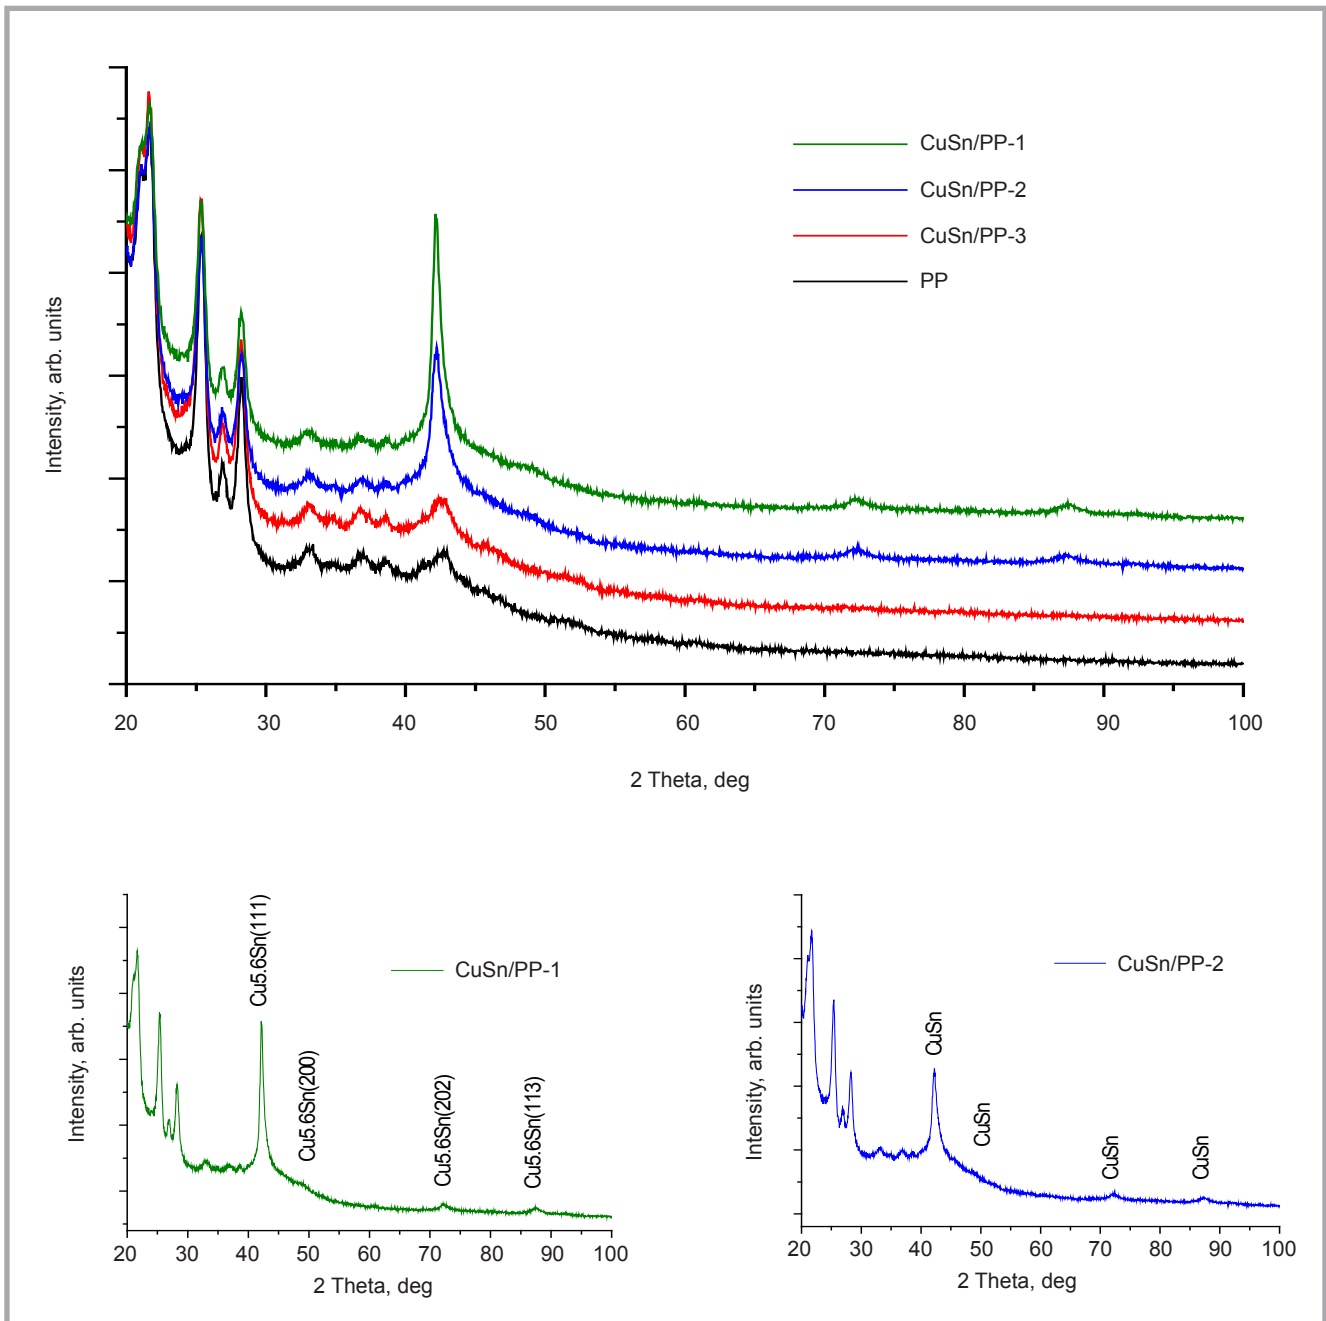 CuSn/PP-1
CuSn/PP-2
CuSn/PP-3
PP
Intensity, arb. units
20 30 40 50 60 70 80 90 100
2 Theta, deg
Cu5.6Sn(111)
Cu5.6Sn(200)
Cu5.6Sn(202)
Cu5.6Sn(113)
CuSn/PP-1
Intensity, arb. units
20 30 40 50 60 70 80 90 100
2 Theta, deg
CuSn
CuSn
CuSn
CuSn
CuSn/PP-2
Intensity, arb. units
20 30 40 50 60 70 80 90 100
2 Theta, deg